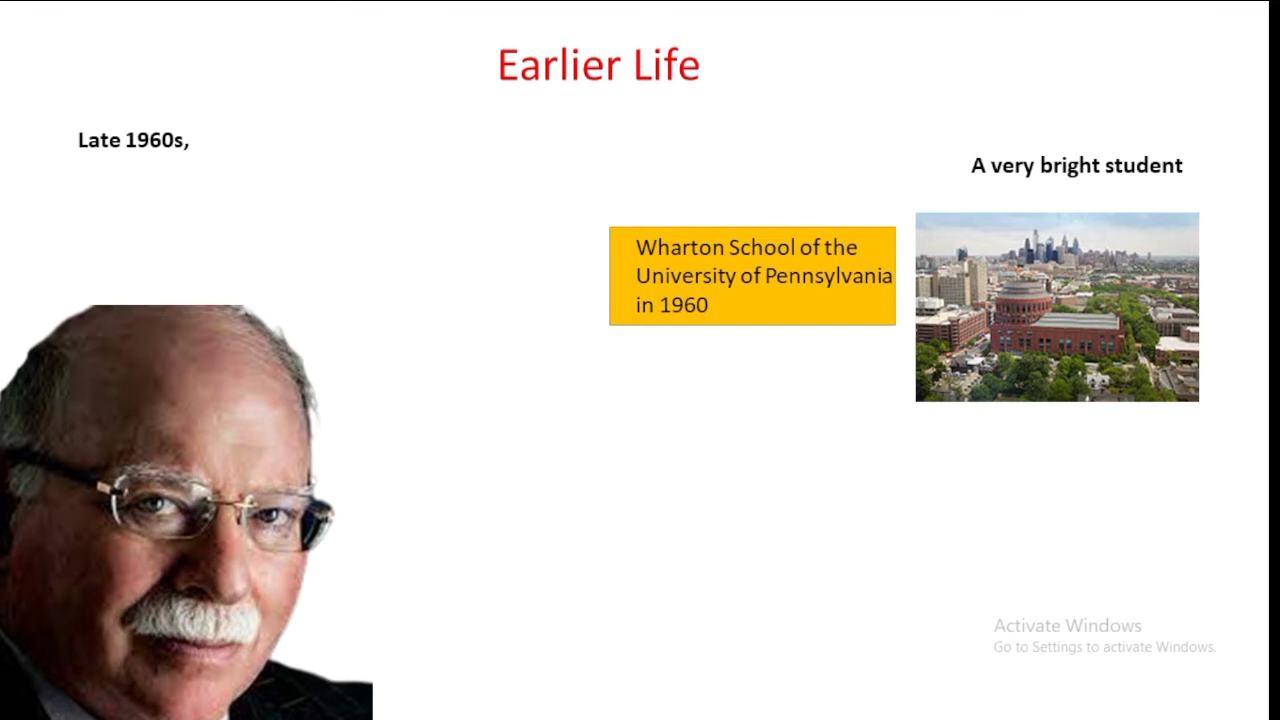 Earlier Life
Late 1960s,
A very bright student
Wharton School of the
University of Pennsylvania
in 1960
Activate Windows
Go to Settings to activate Windows.